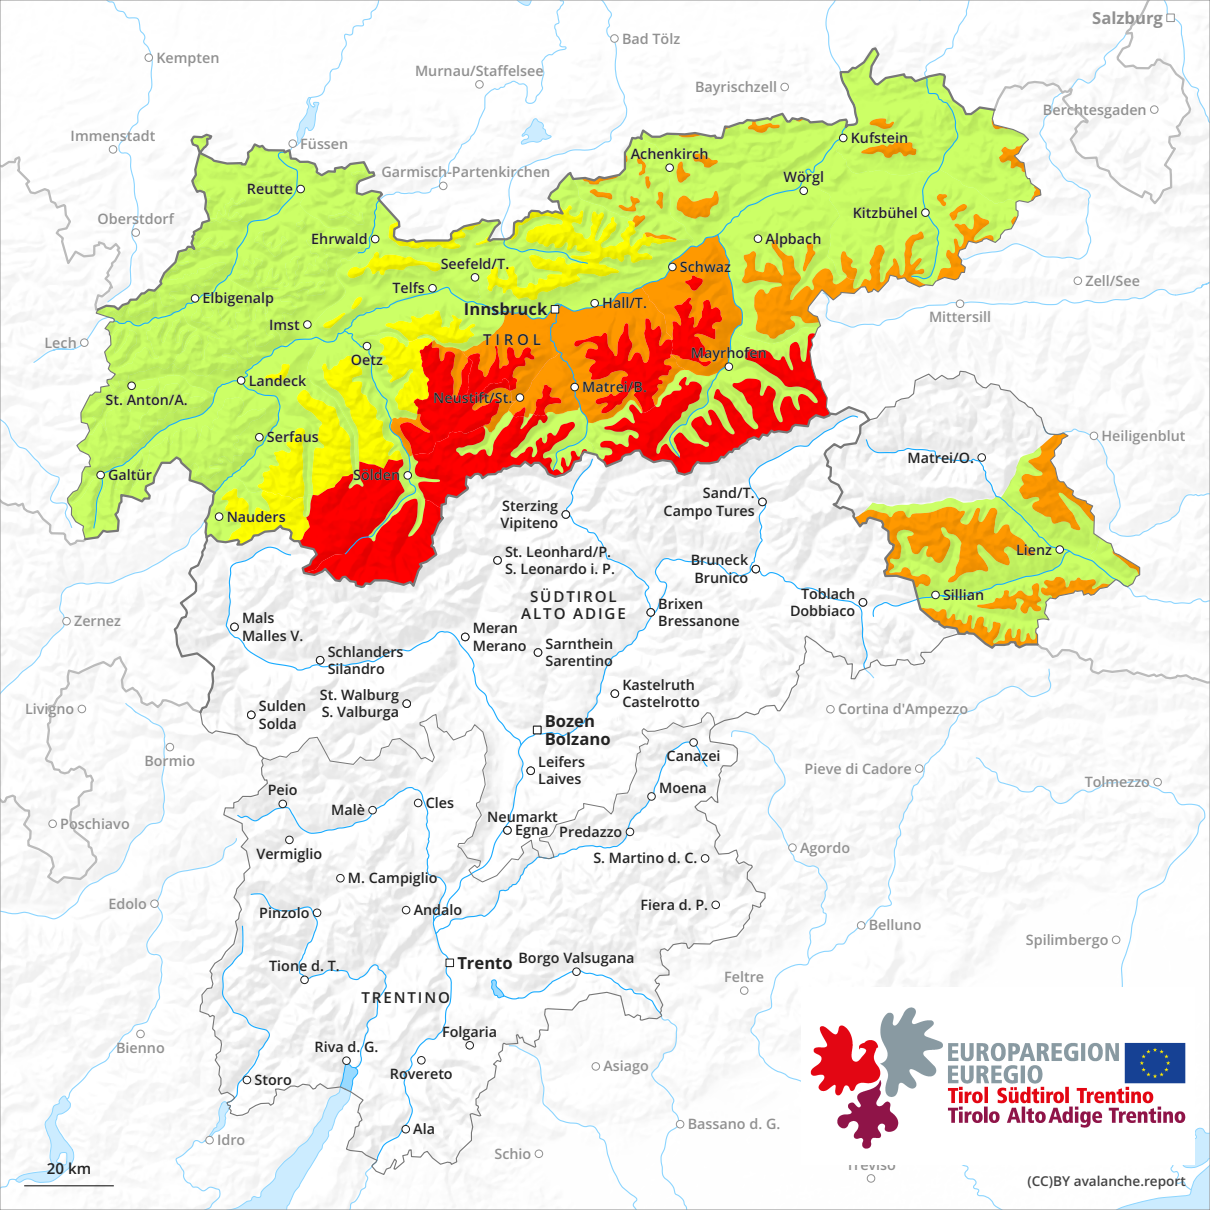 Salzburg
Bad Tölz
Kempten
Murnau/Staffelsee
Bayrischzell
Berchtesgaden
Immenstadt
Füssen
Kufstein
Achenkirch
Garmisch-Partenkirchen
Wörgl
Reutte
Oberstdorf
Kitzbühel
Ehrwald
Alpbach
Seefeld/T.
Schwaz
Zell/See
Telfs
Elbigenalp
Hall/T.
Innsbruck
Mittersill
Imst
TIROL
Lech
Mayrhofen
Oetz
Landeck
Matrei/B.
St. Anton/A.
Neustift/St.
Serfaus
Heiligenblut
Matrei/O.
Galtür
Sölden
Sand/T.
Campo Tures
Nauders
Sterzing
Vipiteno
Lienz
St. Leonhard/P.
S. Leonardo i. P.
Bruneck
Brunico
SÜDTIROL
ALTO ADIGE
Toblach
Dobbiaco
Sillian
Brixen
Bressanone
Zernez
Mals
Malles V.
Meran
Merano
Sarnthein
Sarentino
Schlanders
Silandro
Kastelruth
Castelrotto
St. Walburg
S. Valburga
Livigno
Sulden
Solda
Cortina d'Ampezzo
Bozen
Bolzano
Bormio
Canazei
Leifers
Laives
Pieve di Cadore
Tolmezzo
Peio
Moena
Malè
Cles
Neumarkt
Egna
Predazzo
Poschiavo
Vermiglio
Agordo
S. Martino d. C.
M. Campiglio
Edolo
Pinzolo
Andalo
Fiera d. P.
Belluno
Spilimbergo
Trento
Borgo Valsugana
Tione d. T.
Feltre
TRENTINO
Folgaria
Bienno
Riva d. G.
Rovereto
Asiago
Storo
EUROPAREGION
EUREGIO
Tirol Südtirol Trentino
Tirolo Alto Adige Trentino
Ala
Bassano d. G.
Idro
Schio
Treviso
20 km
(CC)BY avalanche.report